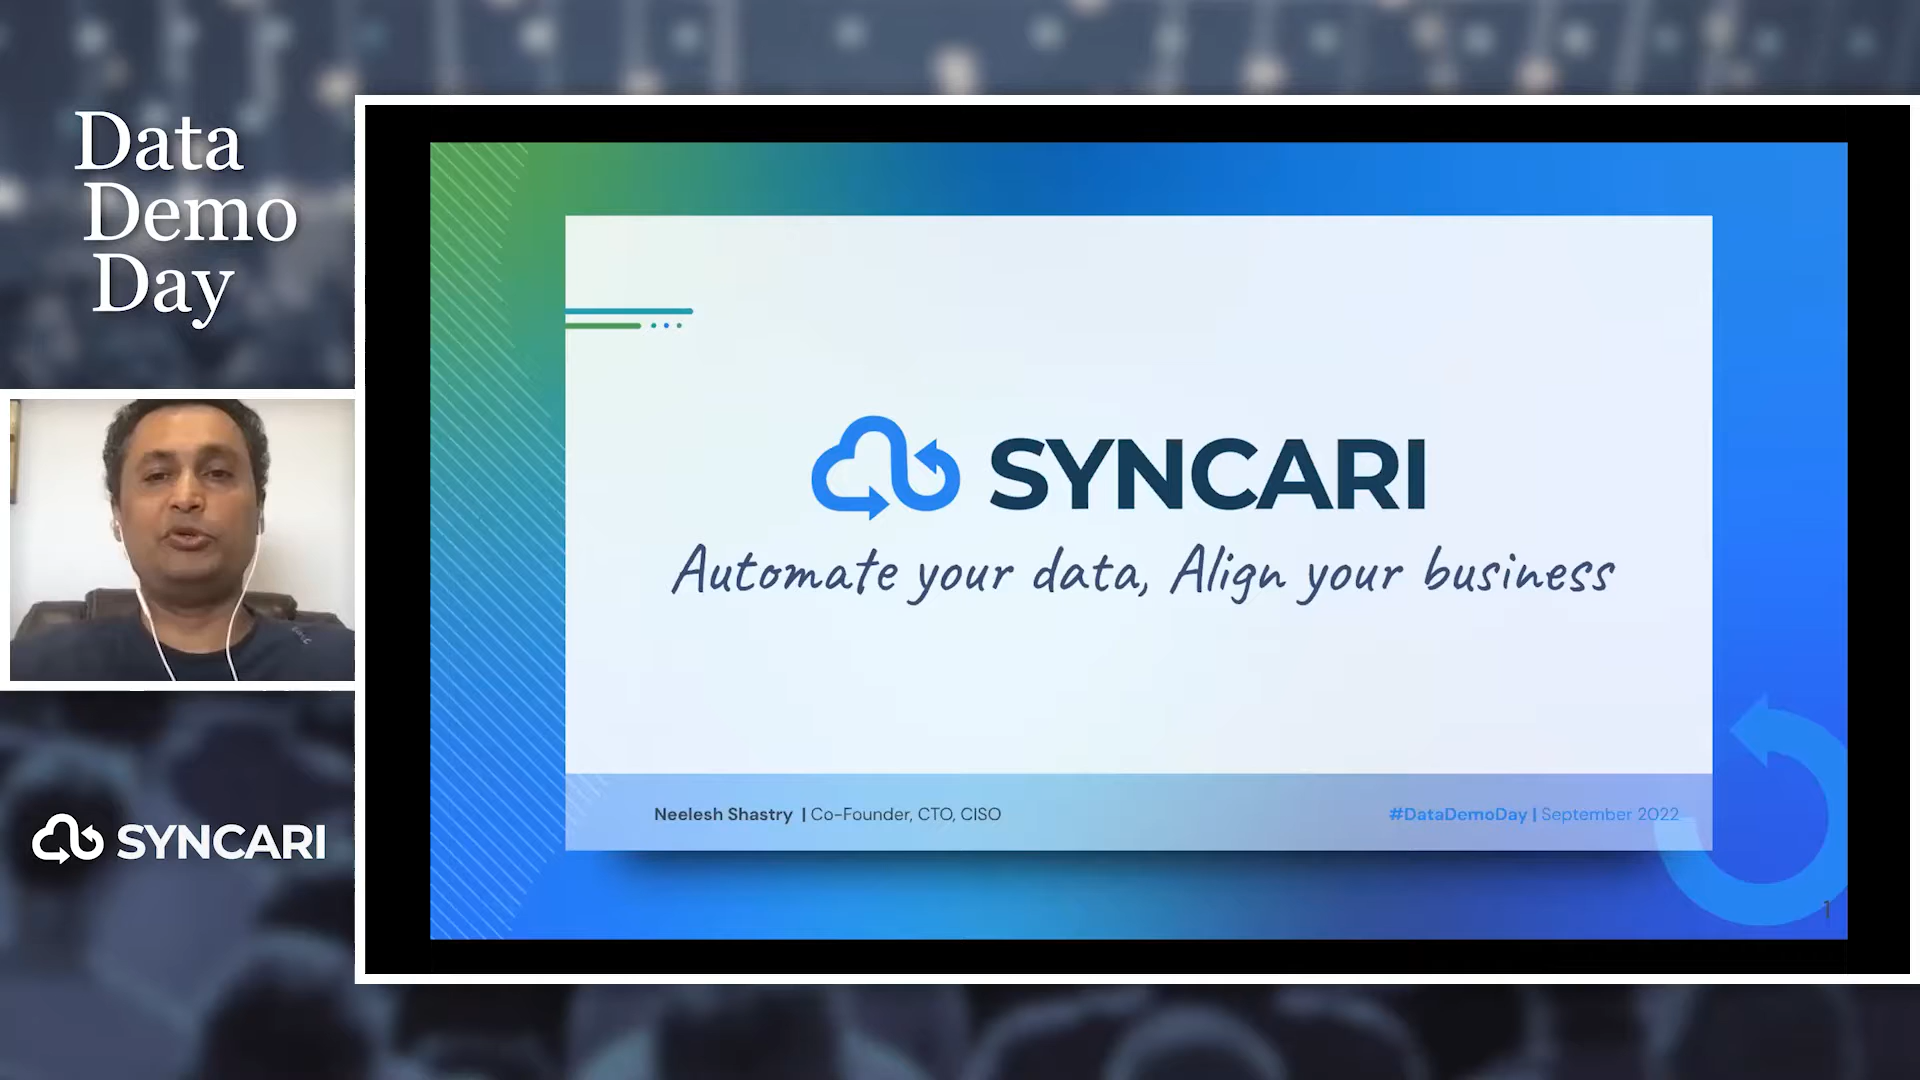 Data
Demo
Day
SYNCARI
Automate your data, Align your business
Neelesh Shastry | Co-Founder, CTO, CISO
#DataDemoDay | September 2022
1
SYNCARI